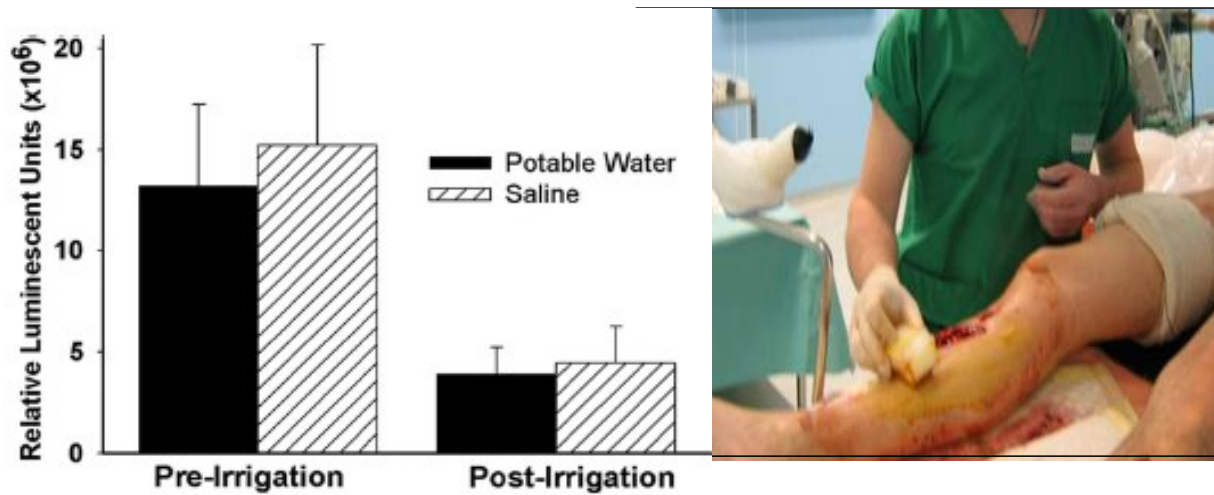 Relative Luminescent Units (x10⁶)
20
15
10
5
0
Potable Water
Saline
Pre-Irrigation
Post-Irrigation